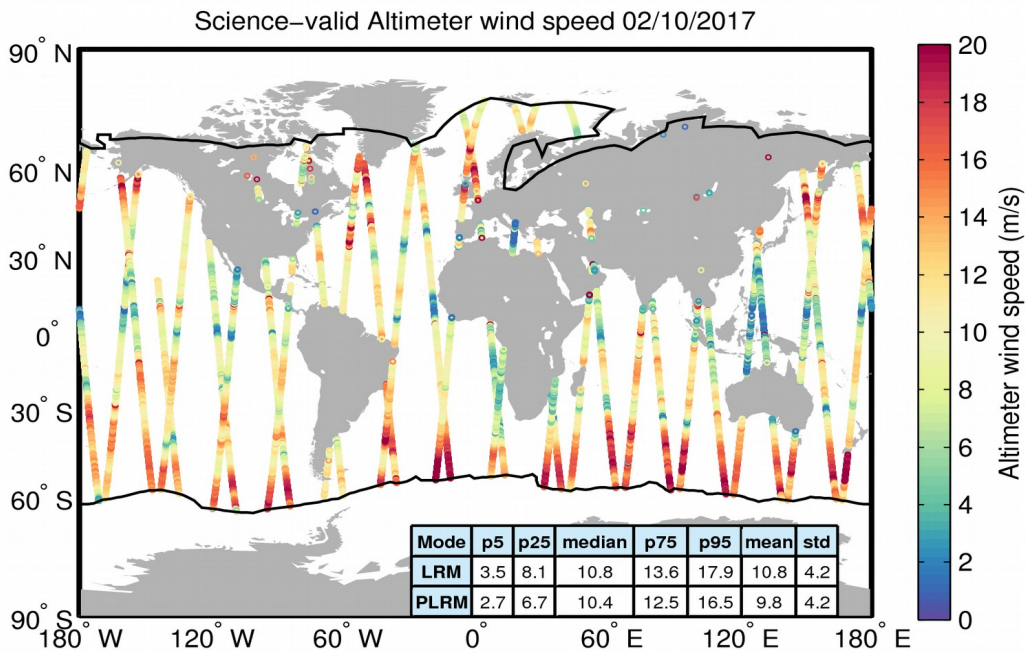 Science−valid Altimeter wind speed 02/10/2017
90° N
60° N
30° N
0°
30° S
60° S
90° S
180° W
120° W
60° W
0°
60° E
120° E
180° E
Mode p5 p25 median p75 p95 mean std
LRM 3.5 8.1 10.8 13.6 17.9 10.8 4.2
PLRM 2.7 6.7 10.4 12.5 16.5 9.8 4.2
20
18
16
14
12
10
8
6
4
2
0
Altimeter wind speed (m/s)